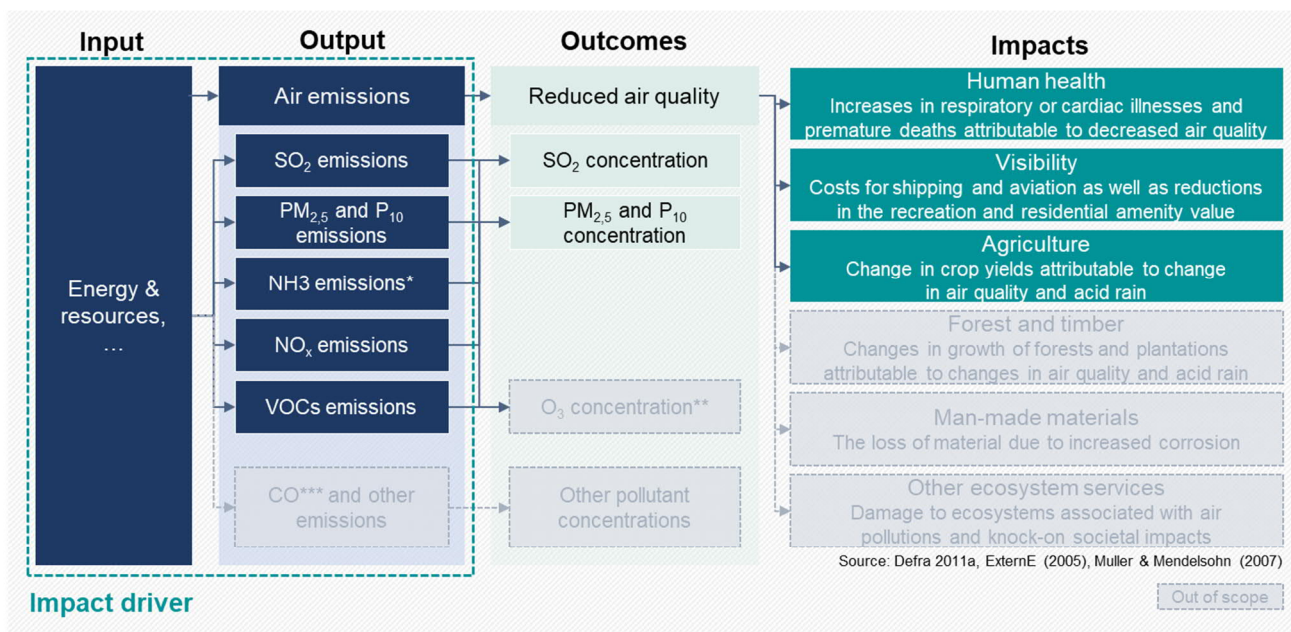 Input
Output
Outcomes
Impacts
Energy &
resources,
…
Air emissions
SO₂ emissions
PM₂,₅ and P₁₀
emissions
NH3 emissions*
NOₓ emissions
VOCs emissions
CO*** and other
emissions
Reduced air quality
SO₂ concentration
PM₂,₅ and P₁₀
concentration
O₃ concentration**
Other pollutant
concentrations
Human health
Increases in respiratory or cardiac illnesses and
premature deaths attributable to decreased air quality
Visibility
Costs for shipping and aviation as well as reductions
in the recreation and residential amenity value
Agriculture
Change in crop yields attributable to change
in air quality and acid rain
Forest and timber
Changes in growth of forests and plantations
attributable to changes in air quality and acid rain
Man-made materials
The loss of material due to increased corrosion
Other ecosystem services
Damage to ecosystems associated with air
pollutions and knock-on societal impacts
Source: Defra 2011a, ExternE (2005), Muller & Mendelsohn (2007)
Impact driver
Out of scope